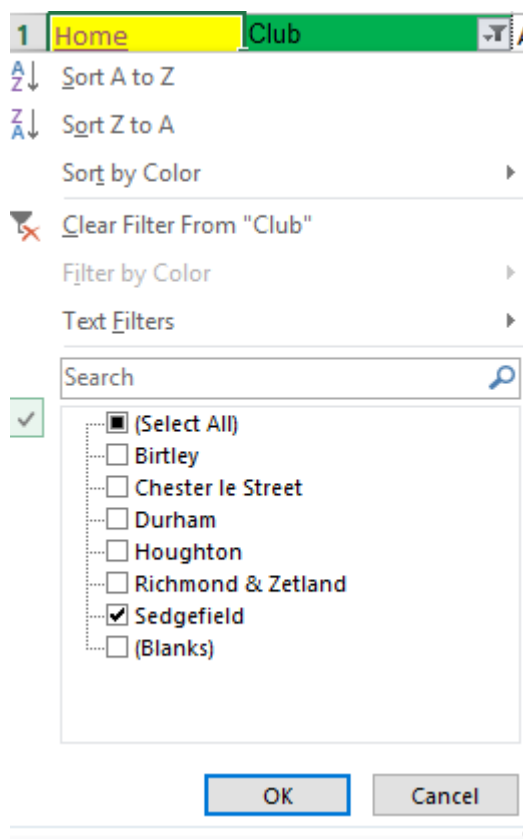 1 Home Club
Sort A to Z
Sort Z to A
Sort by Color
Clear Filter From "Club"
Filter by Color
Text Filters
Search
(Select All)
Birtley
Chester le Street
Durham
Houghton
Richmond & Zetland
Sedgefield
(Blanks)
OK Cancel